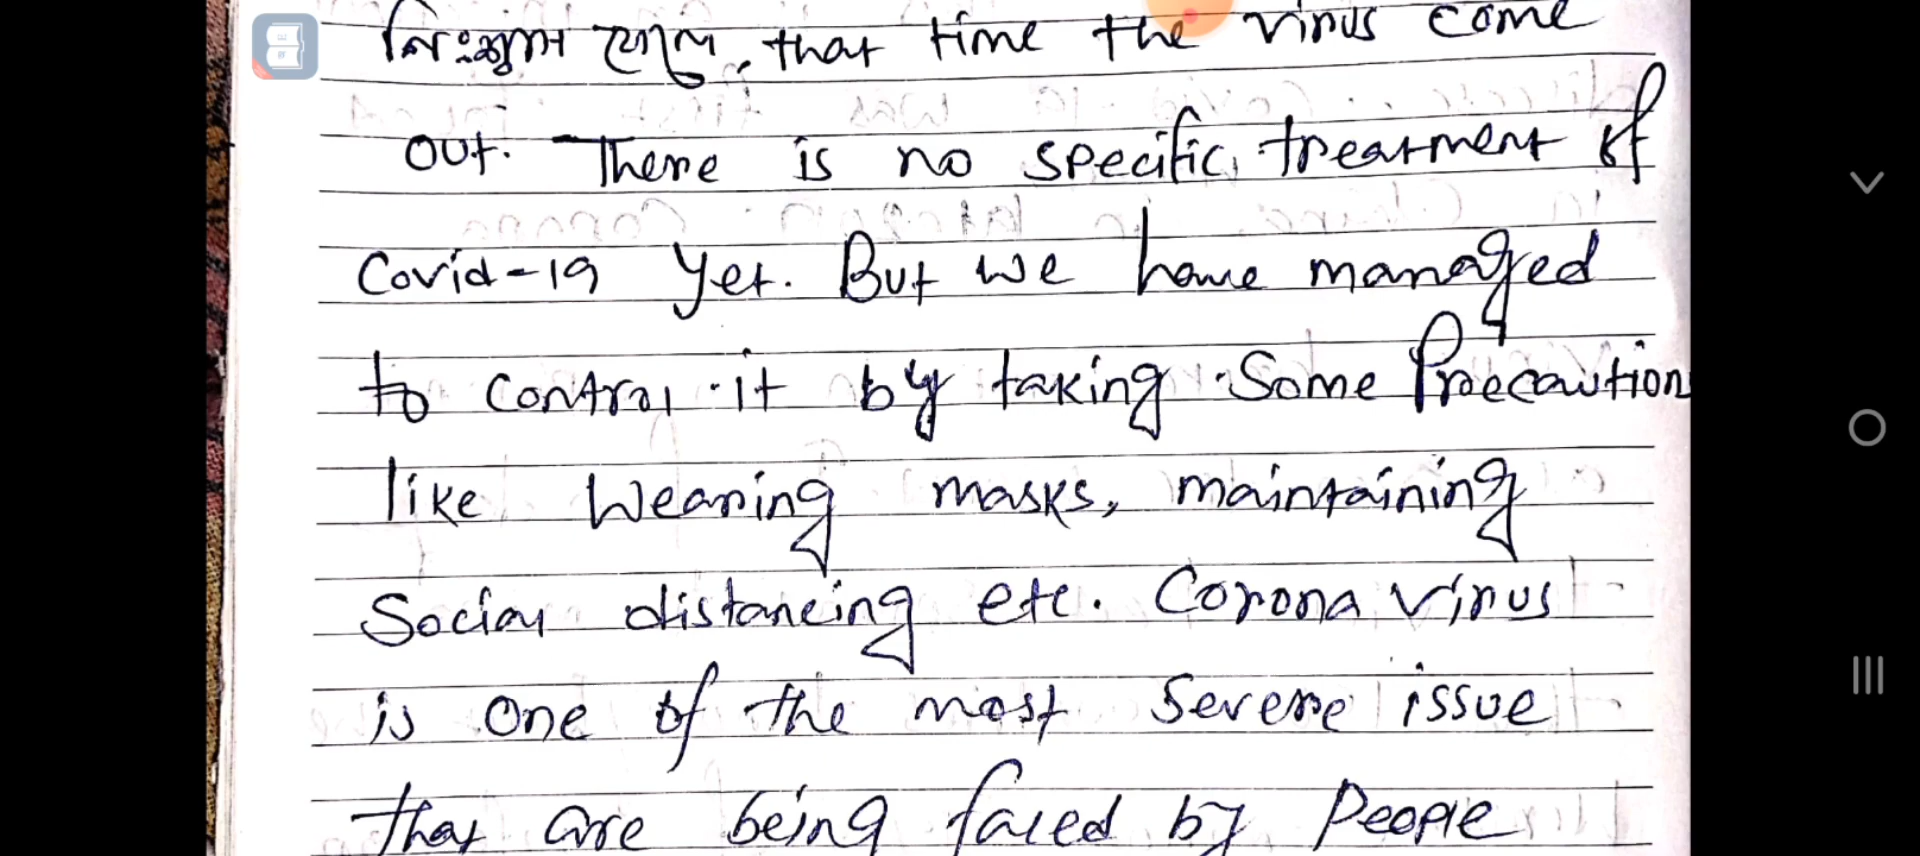 নিঃশ্বাস ফেলে, that time the virus come
out. There is no specific treatment of
Covid-19 yet. But we have managed
to control it by taking some Precaution
like wearing masks, maintaining
Social distancing etc. Corona virus
is one of the most severe issue
that are being faced by People